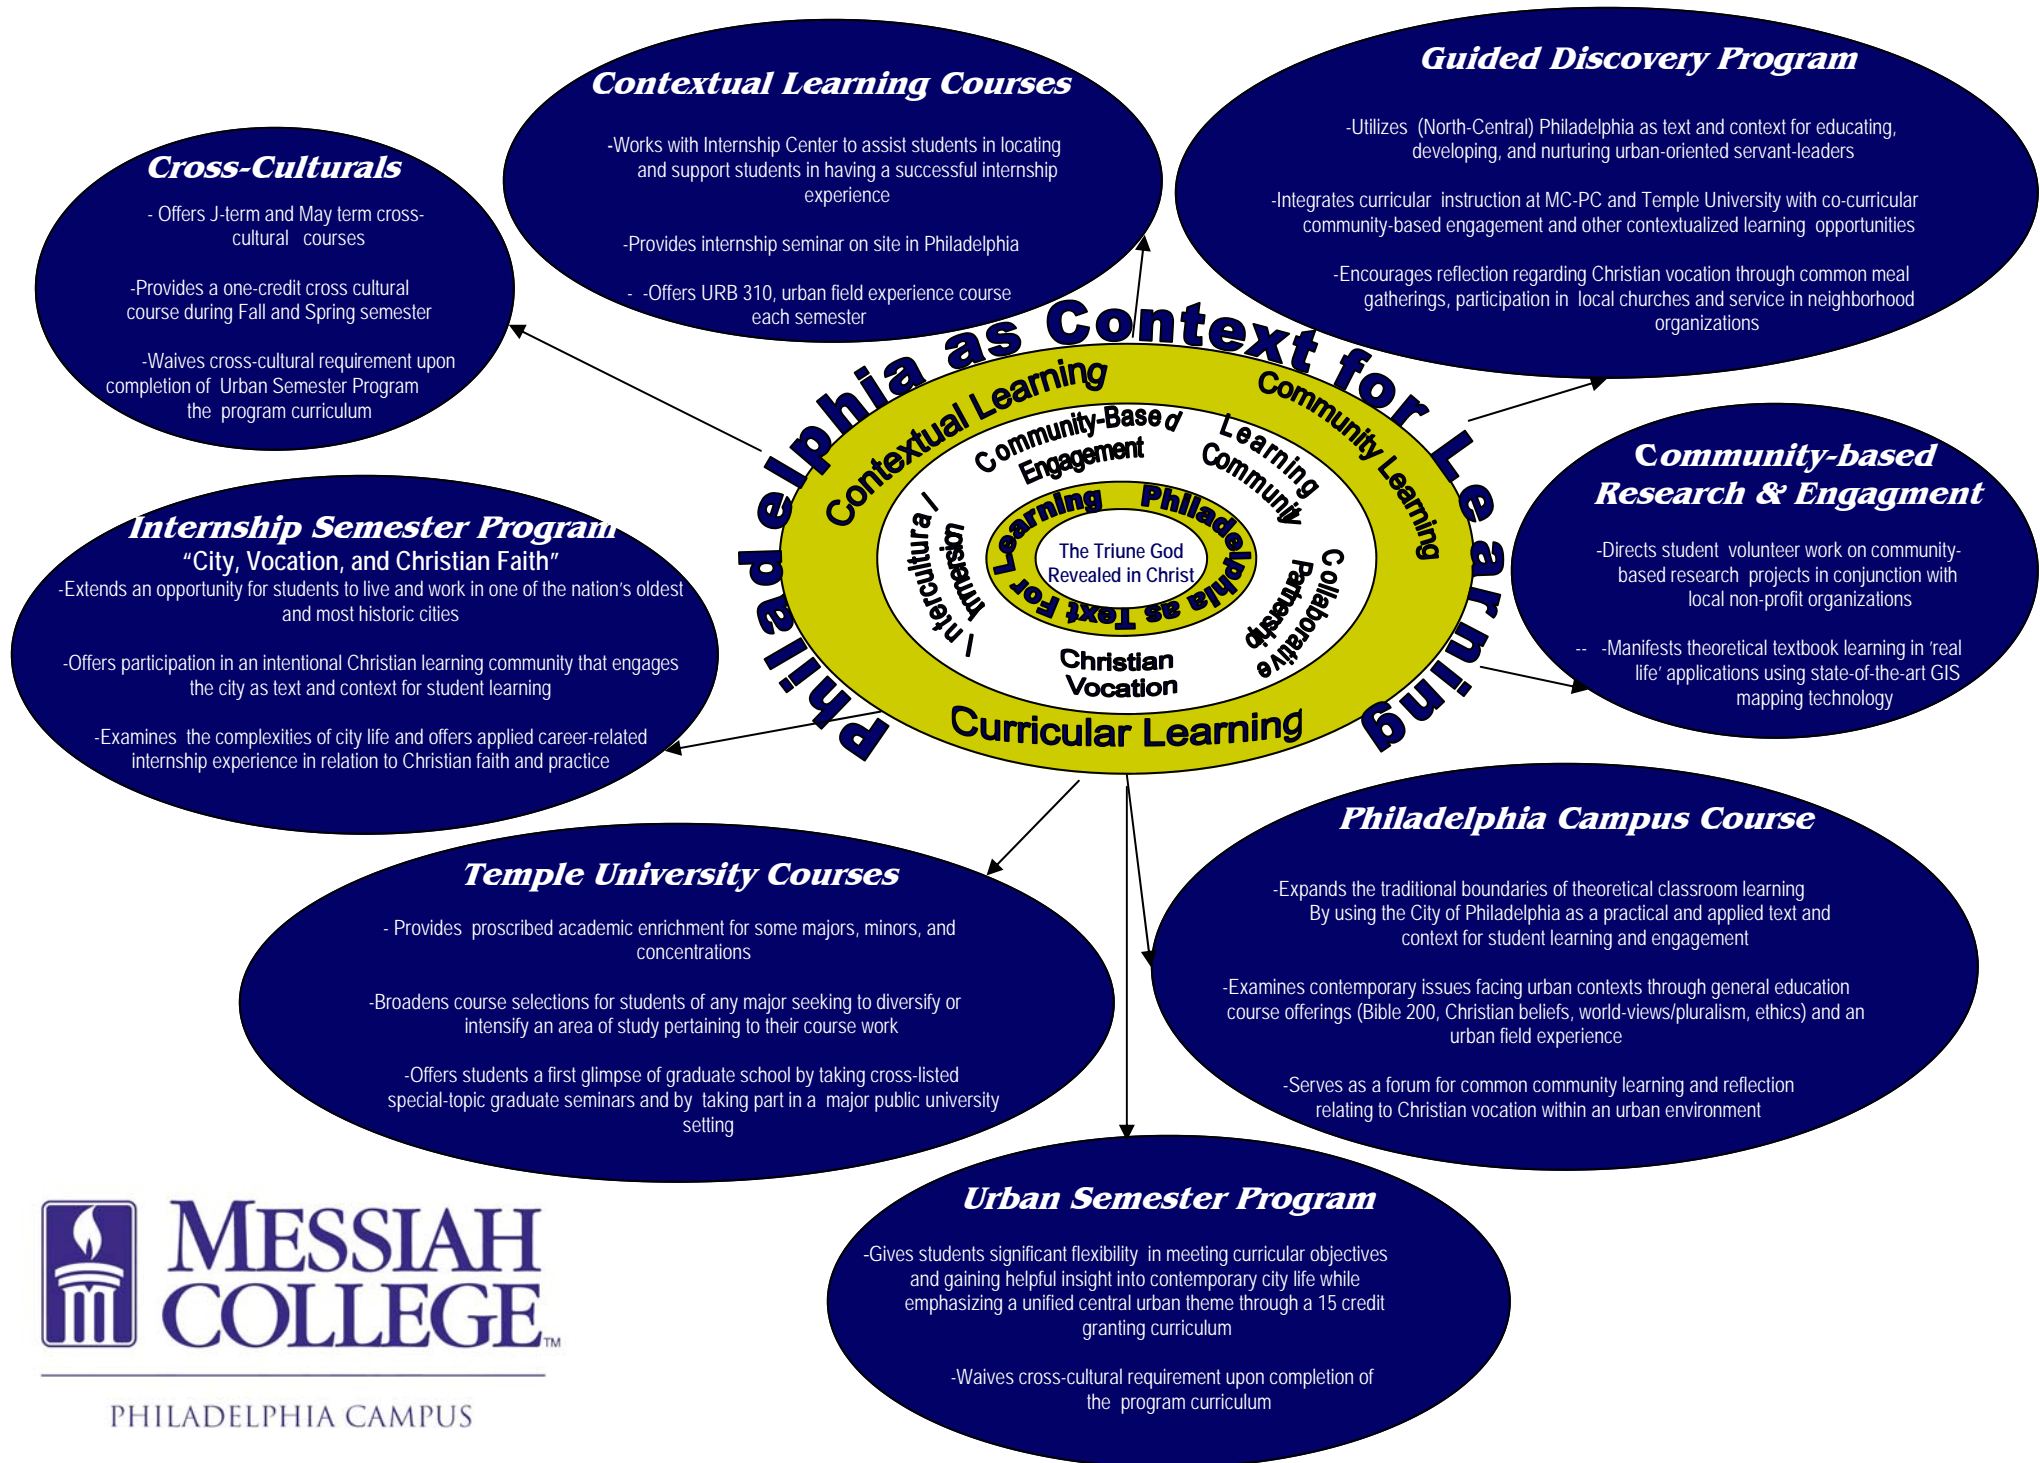 Contextual Learning Courses
-Works with Internship Center to assist students in locating
and support students in having a successful internship
experience
-Provides internship seminar on site in Philadelphia
- -Offers URB 310, urban field experience course
each semester
Guided Discovery Program
-Utilizes (North-Central) Philadelphia as text and context for educating,
developing, and nurturing urban-oriented servant-leaders
-Integrates curricular instruction at MC-PC and Temple University with co-curricular
community-based engagement and other contextualized learning opportunities
-Encourages reflection regarding Christian vocation through common meal
gatherings, participation in local churches and service in neighborhood
organizations
Cross-Culturals
- Offers J-term and May term cross-
cultural courses
-Provides a one-credit cross cultural
course during Fall and Spring semester
-Waives cross-cultural requirement upon
completion of Urban Semester Program
the program curriculum
Philadelphia as Context for Learning
Contextual Learning
Community Learning
Curricular Learning
Community-Based
Engagement
Learning
Community
Intercultural
Immersion
Collaborative
Partnership
Christian
Vocation
Philadelphia as Text For Learning
The Triune God
Revealed in Christ
Community-based
Research & Engagment
-Directs student volunteer work on community-
based research projects in conjunction with
local non-profit organizations
-- -Manifests theoretical textbook learning in ‘real
life’ applications using state-of-the-art GIS
mapping technology
Internship Semester Program
“City, Vocation, and Christian Faith”
-Extends an opportunity for students to live and work in one of the nation’s oldest
and most historic cities
-Offers participation in an intentional Christian learning community that engages
the city as text and context for student learning
-Examines the complexities of city life and offers applied career-related
internship experience in relation to Christian faith and practice
Temple University Courses
- Provides proscribed academic enrichment for some majors, minors, and
concentrations
-Broadens course selections for students of any major seeking to diversify or
intensify an area of study pertaining to their course work
-Offers students a first glimpse of graduate school by taking cross-listed
special-topic graduate seminars and by taking part in a major public university
setting
Philadelphia Campus Course
-Expands the traditional boundaries of theoretical classroom learning
By using the City of Philadelphia as a practical and applied text and
context for student learning and engagement
-Examines contemporary issues facing urban contexts through general education
course offerings (Bible 200, Christian beliefs, world-views/pluralism, ethics) and an
urban field experience
-Serves as a forum for common community learning and reflection
relating to Christian vocation within an urban environment
Urban Semester Program
-Gives students significant flexibility in meeting curricular objectives
and gaining helpful insight into contemporary city life while
emphasizing a unified central urban theme through a 15 credit
granting curriculum
-Waives cross-cultural requirement upon completion of
the program curriculum
MESSIAH
COLLEGE™
PHILADELPHIA CAMPUS